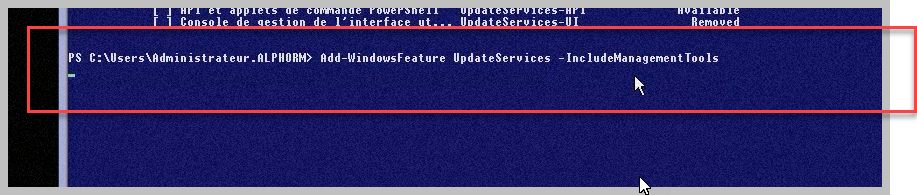 [ ] API et applets de commande PowerShell UpdateServices-API Available
[ ] Console de gestion de l'interface ut... UpdateServices-UI Removed
PS C:\Users\Administrateur.ALPHORM> Add-WindowsFeature UpdateServices -IncludeManagementTools